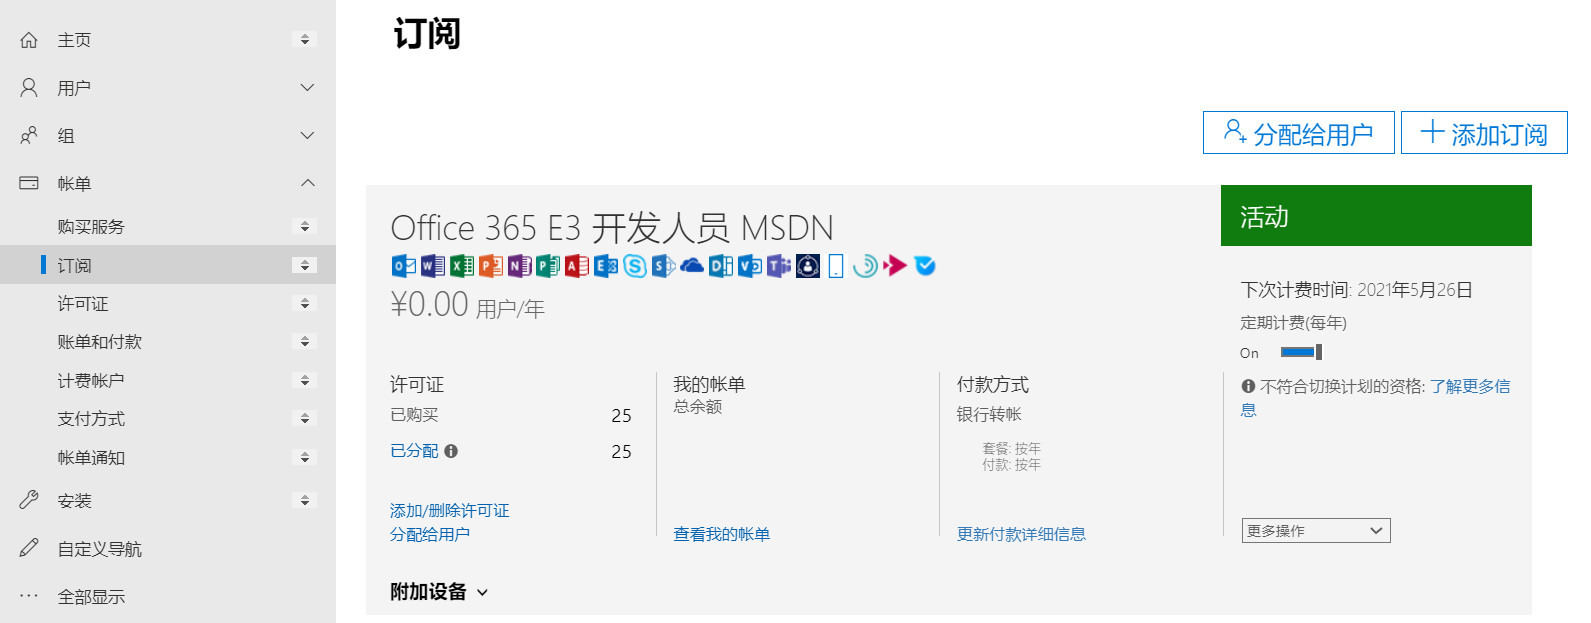 主页
用户
组
帐单
购买服务
订阅
许可证
账单和付款
计费帐户
支付方式
帐单通知
安装
自定义导航
全部显示
订阅
分配给用户
添加订阅
Office 365 E3 开发人员 MSDN
¥0.00 用户/年
许可证
已购买 25
已分配 25
添加/删除许可证
分配给用户
我的帐单
总余额
查看我的帐单
付款方式
银行转帐
套餐: 按年
付款: 按年
更新付款详细信息
活动
下次计费时间: 2021年5月26日
定期计费(每年)
On
不符合切换计划的资格: 了解更多信
息
更多操作
附加设备